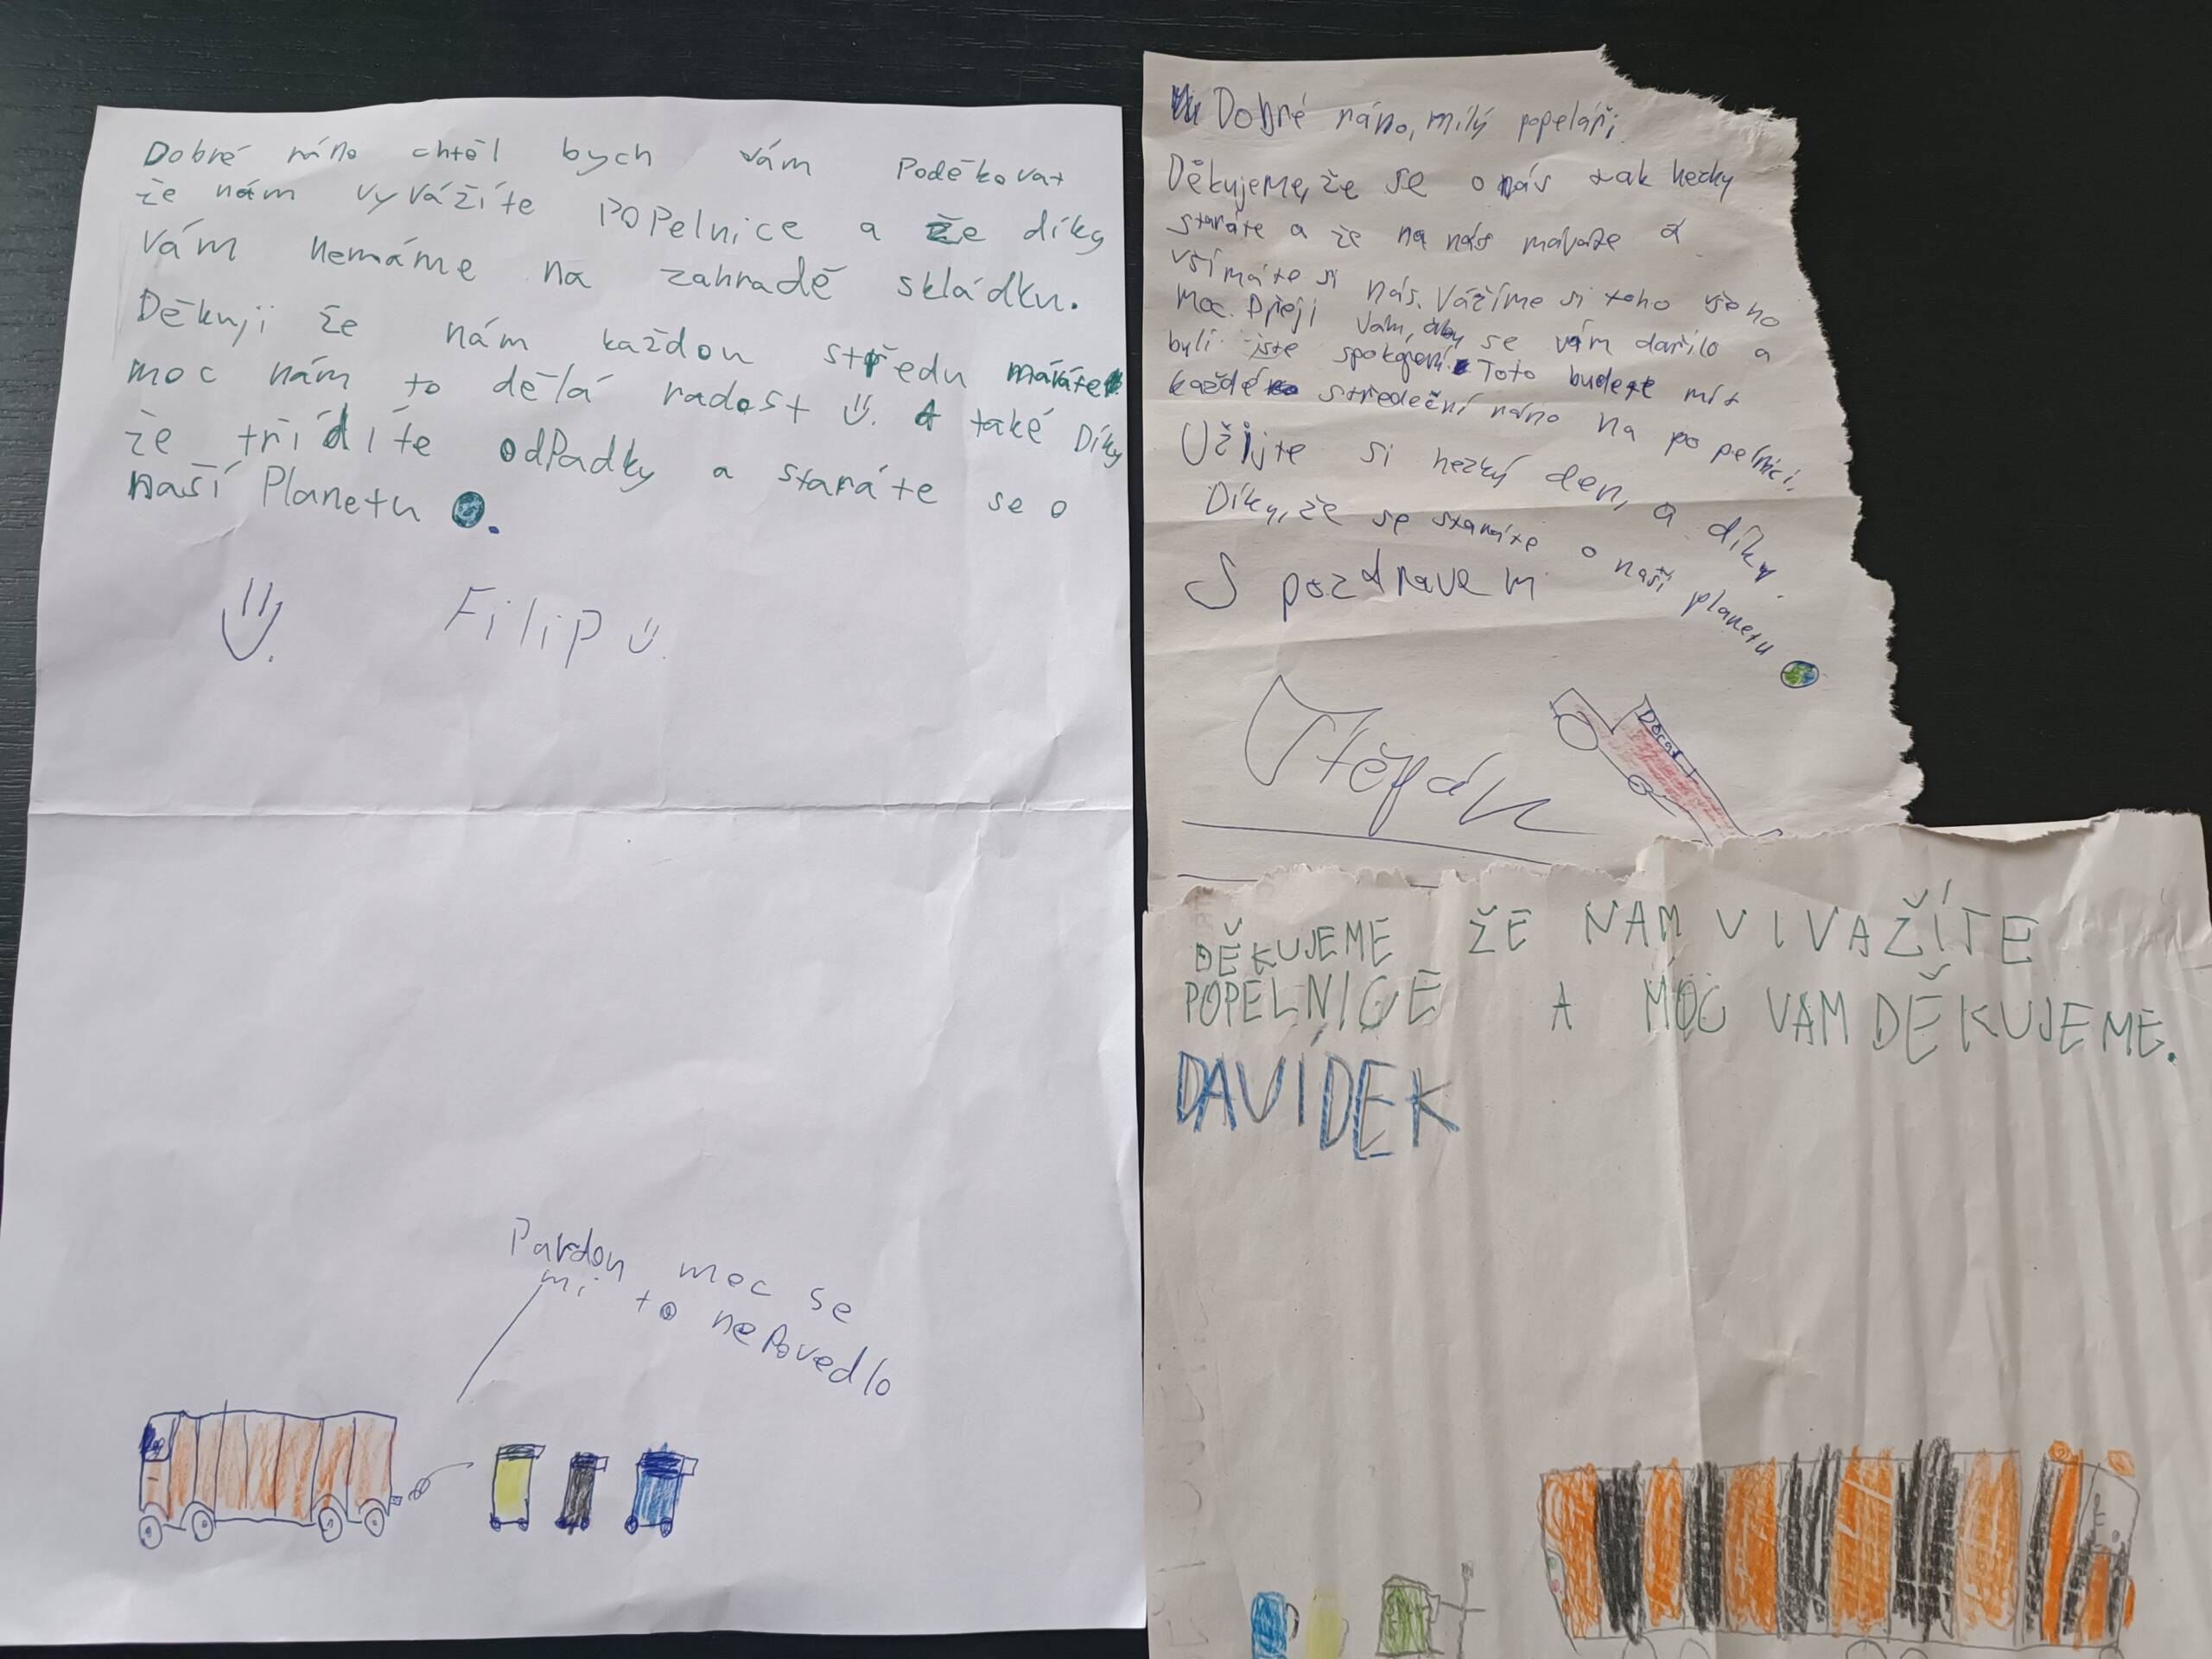 Dobré ráno chtěl bych vám Poděkovat
že nám vyvážíte POPelnice a že díky
vám nemáme na zahradě skládku.
Děkuji že nám každou středu máváte
moc nám to dělá radost. A také Díky
že třídíte odPadky a staráte se o
naší Planetu.
FiliP
Pardon moc se
mi to nePovedlo
Dobré ráno, milý popeláři,
Děkujeme, že se o nás tak hezky
staráte a že na nás máváte a
všímáte si nás. Vážíme si toho všeho
moc. Přeji vám, aby se vám dařilo a
byli jste spokojení. Toto budete mít
každé středeční ráno na popelnici.
Užijte si hezký den, a díky.
Díky, že se staráte o naší planetu
S pozdravem
Štěpán
DĚKUJEME ŽE NÁM VIVAŽÍTE
POPELNICE A MOC VAM DĚKUJEME.
DAVÍDEK